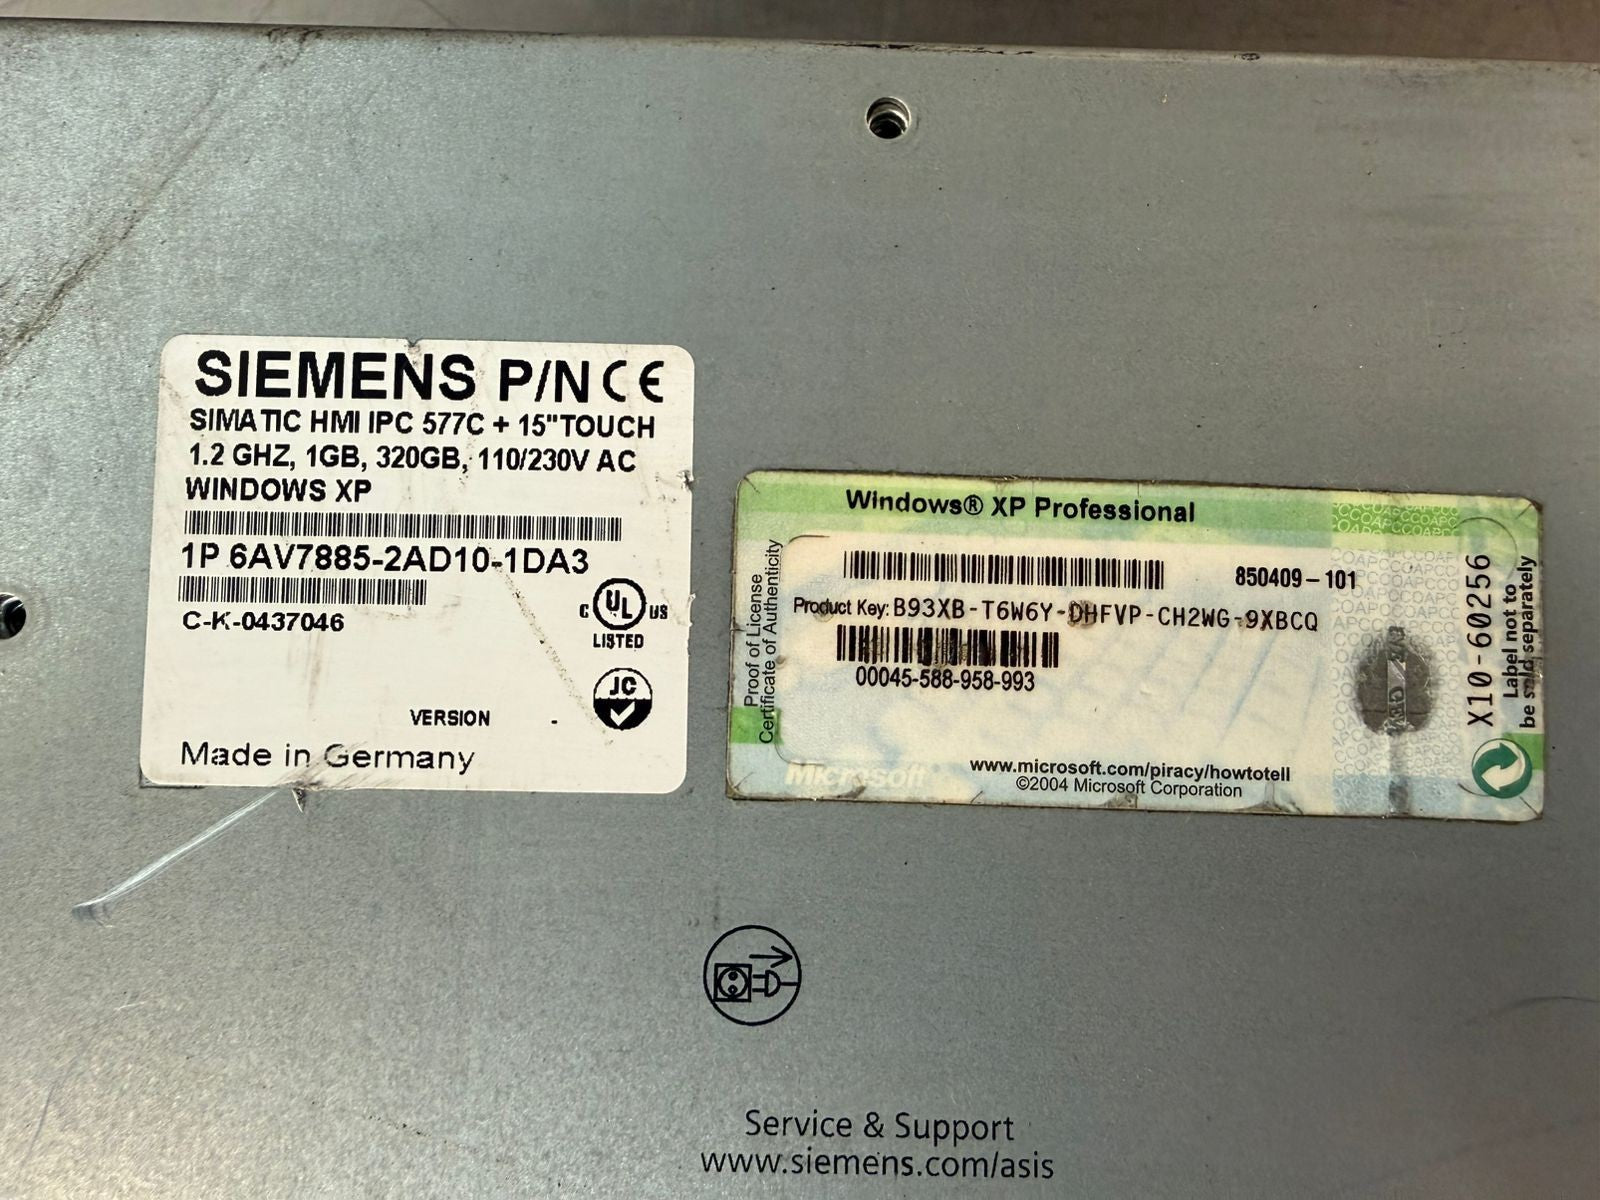 SIEMENS P/N CE
SIMATIC HMI IPC 577C + 15"TOUCH
1.2 GHZ, 1GB, 320GB, 110/230V AC
WINDOWS XP
1P 6AV7885-2AD10-1DA3
C-K-0437046
C UL US
LISTED
JC
VERSION -
Made in Germany
Windows® XP Professional
Proof of License
Certificate of Authenticity
850409-101
Product Key: B93XB-T6W6Y-DHFVP-CH2WG-9XBCQ
00045-588-958-993
X10-60256
Label not to
be sold separately
Microsoft
www.microsoft.com/piracy/howtotell
©2004 Microsoft Corporation
Service & Support
www.siemens.com/asis